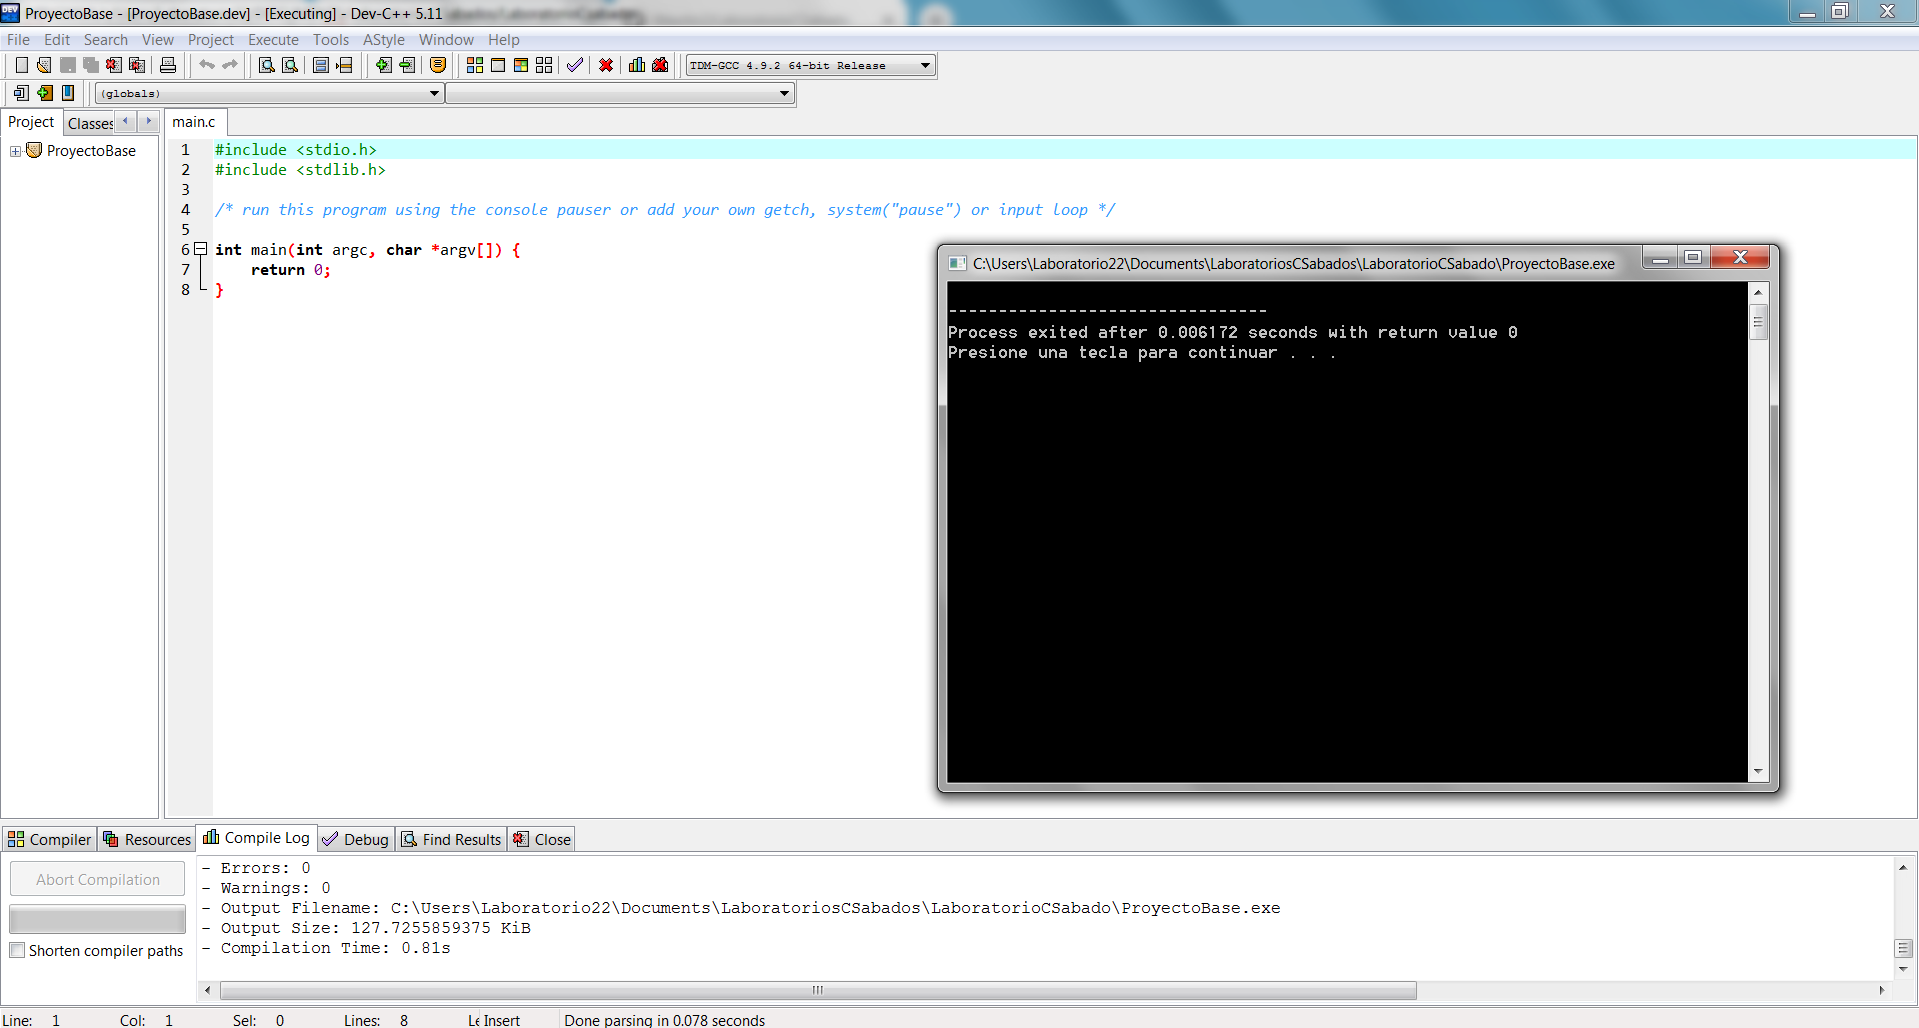 ProyectoBase - [ProyectoBase.dev] - [Executing] - Dev-C++ 5.11
File Edit Search View Project Execute Tools AStyle Window Help
TDM-GCC 4.9.2 64-bit Release
(globals)
Project Classes
main.c
ProyectoBase
1 #include <stdio.h>
2 #include <stdlib.h>
3
4 /* run this program using the console pauser or add your own getch, system("pause") or input loop */
5
6 int main(int argc, char *argv[]) {
7 return 0;
8 }
C:\Users\Laboratorio22\Documents\LaboratoriosCSabados\LaboratorioCSabado\ProyectoBase.exe
--------------------------------
Process exited after 0.006172 seconds with return value 0
Presione una tecla para continuar . . .
Compiler Resources Compile Log Debug Find Results Close
Abort Compilation
Shorten compiler paths
- Errors: 0
- Warnings: 0
- Output Filename: C:\Users\Laboratorio22\Documents\LaboratoriosCSabados\LaboratorioCSabado\ProyectoBase.exe
- Output Size: 127.7255859375 KiB
- Compilation Time: 0.81s
Line: 1 Col: 1 Sel: 0 Lines: 8 Insert Done parsing in 0.078 seconds